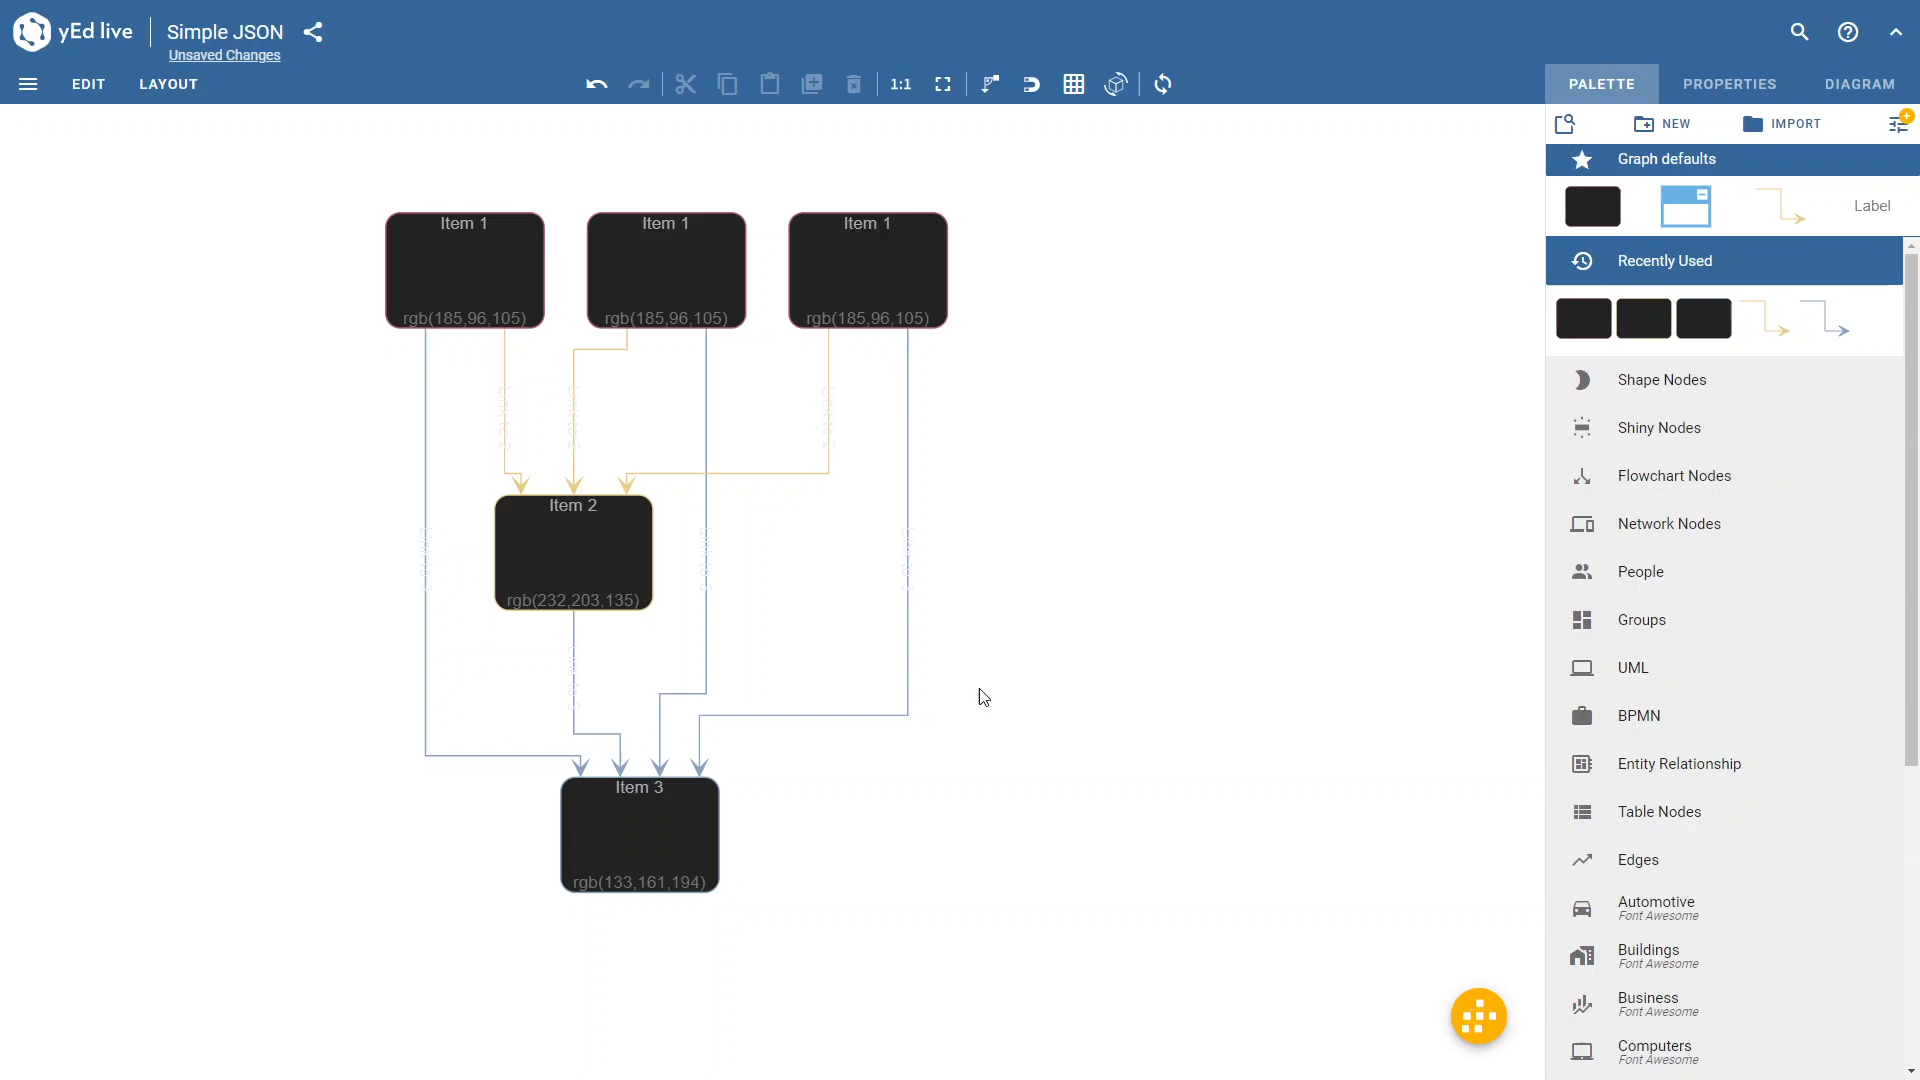 yEd live
Simple JSON
Unsaved Changes
EDIT
LAYOUT
1:1
PALETTE
PROPERTIES
DIAGRAM
NEW
IMPORT
Graph defaults
Label
Recently Used
Shape Nodes
Shiny Nodes
Flowchart Nodes
Network Nodes
People
Groups
UML
BPMN
Entity Relationship
Table Nodes
Edges
Automotive
Font Awesome
Buildings
Font Awesome
Business
Font Awesome
Computers
Font Awesome
Item 1
rgb(185,96,105)
Item 1
rgb(185,96,105)
Item 1
rgb(185,96,105)
Item 2
rgb(232,203,135)
Item 3
rgb(133,161,194)